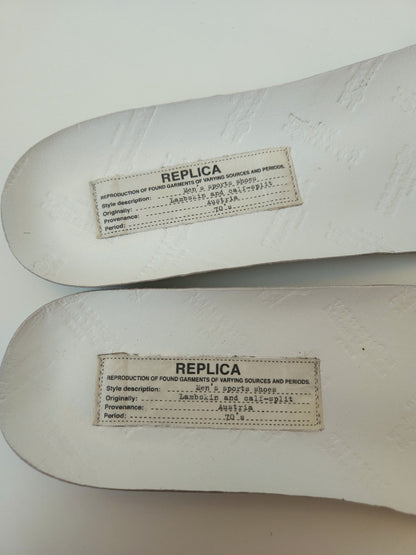 REPLICA
REPRODUCTION OF FOUND GARMENTS OF VARYING SOURCES AND PERIODS.
Style description: Men's sports shoes
Originally: Lambskin and calf-split
Provenance: Austria
Period: 70's
REPLICA
REPRODUCTION OF FOUND GARMENTS OF VARYING SOURCES AND PERIODS.
Style description: Men's sports shoes
Originally: Lambskin and calf-split
Provenance: Austria
Period: 70's